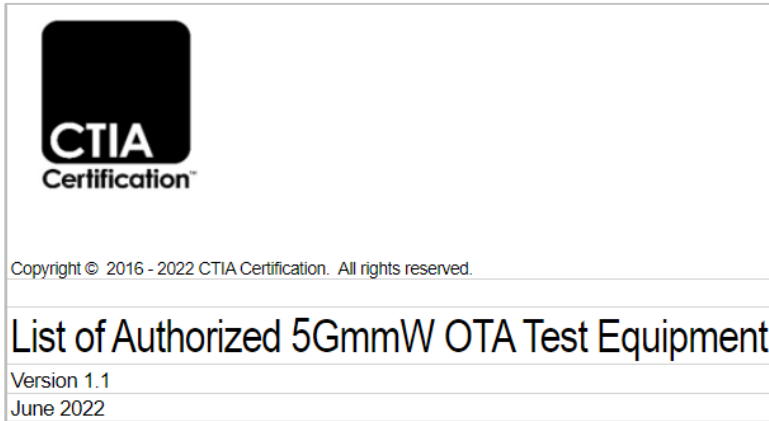 CTIA
Certification™
Copyright © 2016 - 2022 CTIA Certification. All rights reserved.
List of Authorized 5GmmW OTA Test Equipment
Version 1.1
June 2022